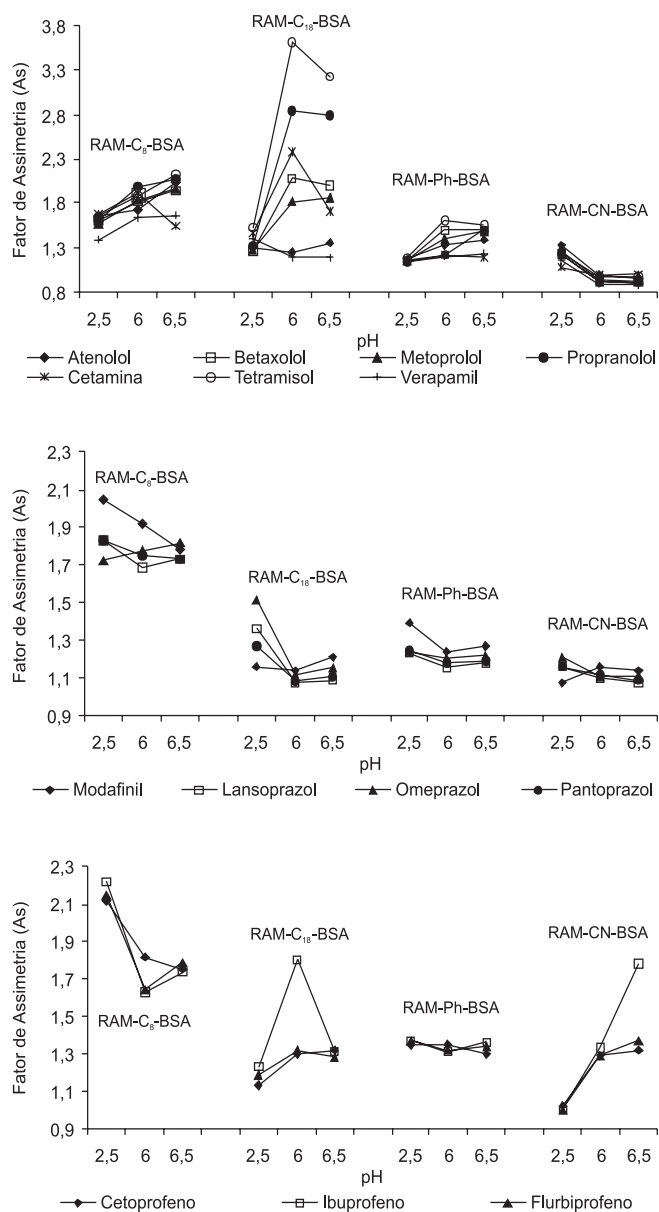 Fator de Assimetria (As)
3,8
3,3
2,8
2,3
1,8
1,3
0,8
RAM-C₈-BSA
RAM-C₁₈-BSA
RAM-Ph-BSA
RAM-CN-BSA
2,5 6 6,5 2,5 6 6,5 2,5 6 6,5 2,5 6 6,5
pH
Atenolol Betaxolol Metoprolol Propranolol
Cetamina Tetramisol Verapamil
Fator de Assimetria (As)
2,3
2,1
1,9
1,7
1,5
1,3
1,1
0,9
RAM-C₈-BSA
RAM-C₁₈-BSA
RAM-Ph-BSA
RAM-CN-BSA
2,5 6 6,5 2,5 6 6,5 2,5 6 6,5 2,5 6 6,5
pH
Modafinil Lansoprazol Omeprazol Pantoprazol
Fator de Assimetria (As)
2,3
2,1
1,9
1,7
1,5
1,3
1,1
0,9
RAM-C₈-BSA
RAM-C₁₈-BSA
RAM-Ph-BSA
RAM-CN-BSA
2,5 6 6,5 2,5 6 6,5 2,5 6 6,5 2,5 6 6,5
pH
Cetoprofeno Ibuprofeno Flurbiprofeno